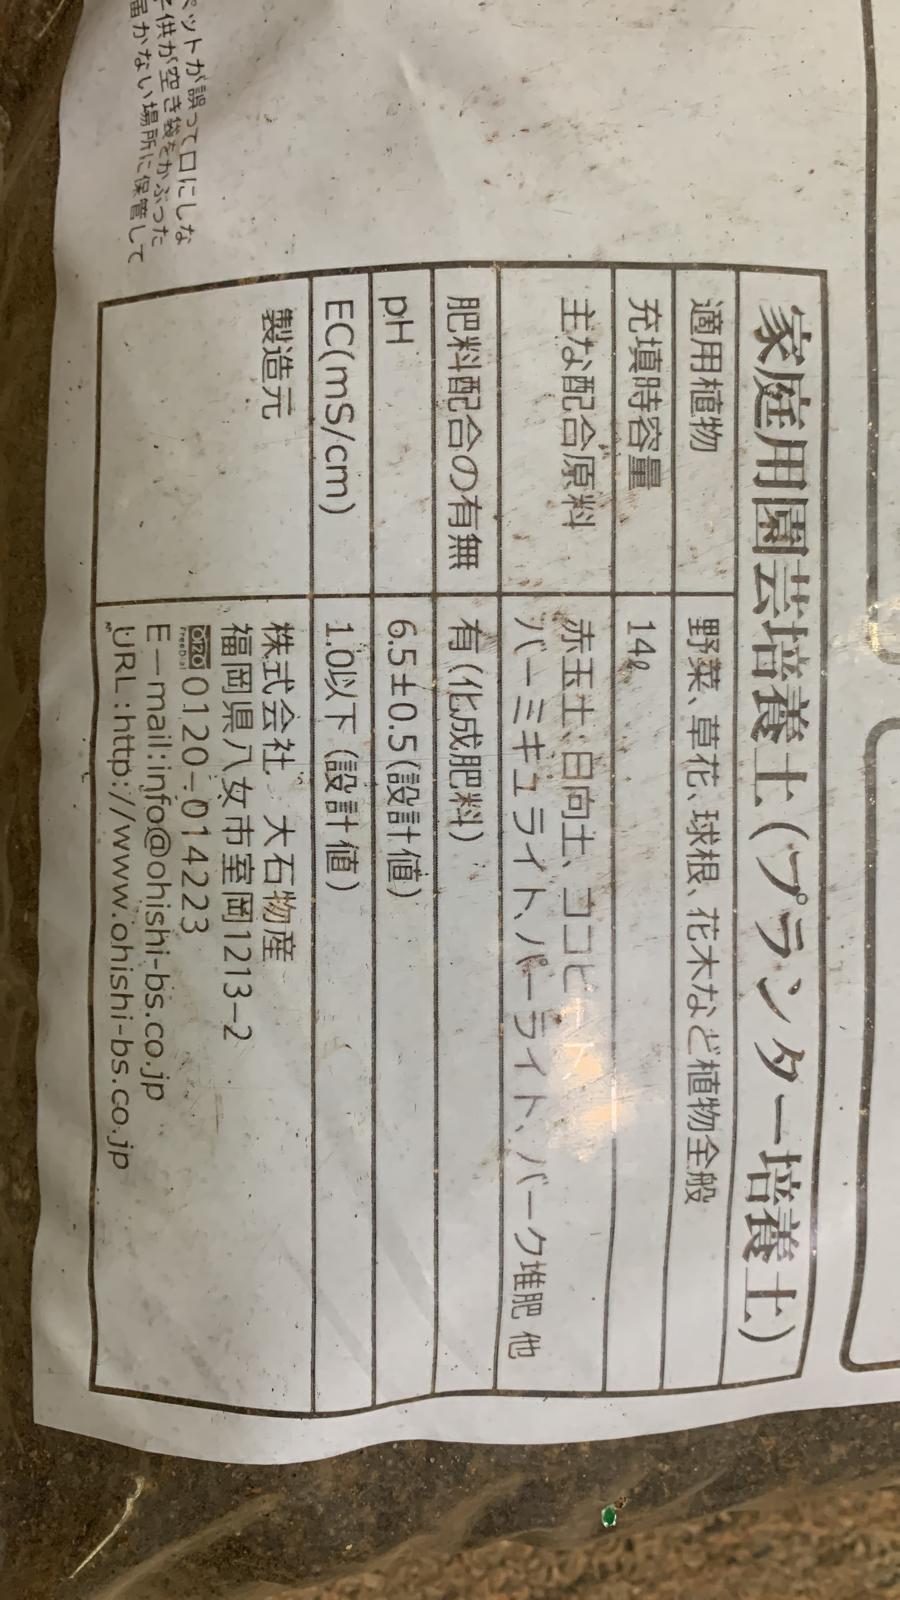 家庭用園芸培養土(プランター培養土)
適用植物 野菜、草花、球根、花木など植物全般
充填時容量 14ℓ
主な配合原料 赤玉土、日向土、ココピート、
バーミキュライト、パーライト、バーク堆肥 他
肥料配合の有無 有(化成肥料)
pH 6.5±0.5(設計値)
EC(mS/cm) 1.0以下(設計値)
製造元 株式会社 大石物産
福岡県八女市室岡1213-2
0120-014223
E-mail:info@ohishi-bs.co.jp
URL:http://www.ohishi-bs.co.jp
ペットが誤って口にしな
供が空き袋をかぶった
届かない場所に保管して